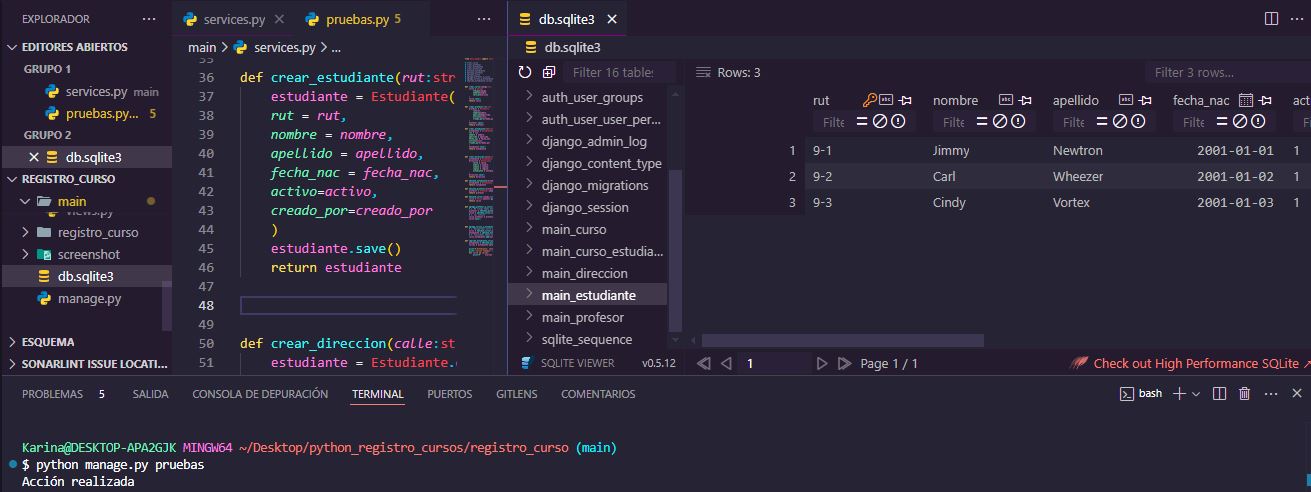 EXPLORADOR ···
EDITORES ABIERTOS
GRUPO 1
services.py main
pruebas.py... 5
GRUPO 2
db.sqlite3
REGISTRO_CURSO
main
views.py
registro_curso
screenshot
db.sqlite3
manage.py
ESQUEMA
SONARLINT ISSUE LOCATI...
services.py
pruebas.py 5
···
main > services.py > ...
35
36 def crear_estudiante(rut:str
37 estudiante = Estudiante(
38 rut = rut,
39 nombre = nombre,
40 apellido = apellido,
41 fecha_nac = fecha_nac,
42 activo=activo,
43 creado_por=creado_por
44 )
45 estudiante.save()
46 return estudiante
47
48
49
50 def crear_direccion(calle:st
51 estudiante = Estudiante.
db.sqlite3
···
db.sqlite3
Filter 16 table:
auth_user_groups
auth_user_user_per...
django_admin_log
django_content_type
django_migrations
django_session
main_curso
main_curso_estudia...
main_direccion
main_estudiante
main_profesor
sqlite_sequence
SQLITE VIEWER v0.5.12
Rows: 3
Filter 3 rows...
rut nombre apellido fecha_nac act
Filte Filte Filte Filte Filte
1 9-1 Jimmy Newtron 2001-01-01 1
2 9-2 Carl Wheezer 2001-01-02 1
3 9-3 Cindy Vortex 2001-01-03 1
1 Page 1 / 1
Check out High Performance SQLite ↗
PROBLEMAS 5 SALIDA CONSOLA DE DEPURACIÓN TERMINAL PUERTOS GITLENS COMENTARIOS
bash
Karina@DESKTOP-APA2GJK MINGW64 ~/Desktop/python_registro_cursos/registro_curso (main)
$ python manage.py pruebas
Acción realizada